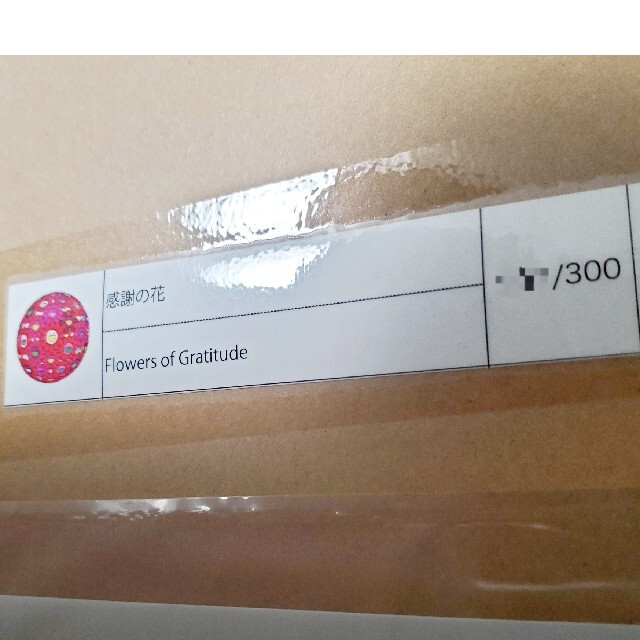 感謝の花
Flowers of Gratitude
/300